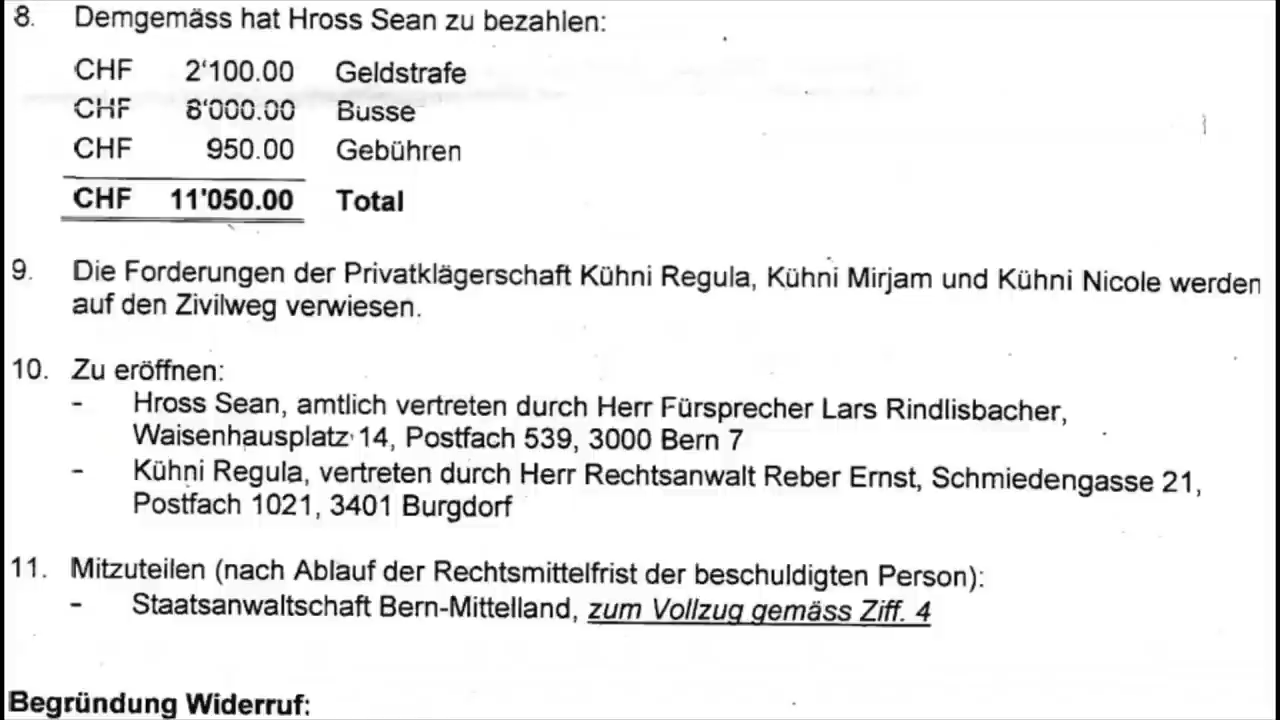 8. Demgemäss hat Hross Sean zu bezahlen:
CHF 2'100.00 Geldstrafe
CHF 8'000.00 Busse
CHF 950.00 Gebühren
CHF 11'050.00 Total
9. Die Forderungen der Privatklägerschaft Kühni Regula, Kühni Mirjam und Kühni Nicole werden
auf den Zivilweg verwiesen.
10. Zu eröffnen:
- Hross Sean, amtlich vertreten durch Herr Fürsprecher Lars Rindlisbacher,
Waisenhausplatz 14, Postfach 539, 3000 Bern 7
- Kühni Regula, vertreten durch Herr Rechtsanwalt Reber Ernst, Schmiedengasse 21,
Postfach 1021, 3401 Burgdorf
11. Mitzuteilen (nach Ablauf der Rechtsmittelfrist der beschuldigten Person):
- Staatsanwaltschaft Bern-Mittelland, zum Vollzug gemäss Ziff. 4
Begründung Widerruf: